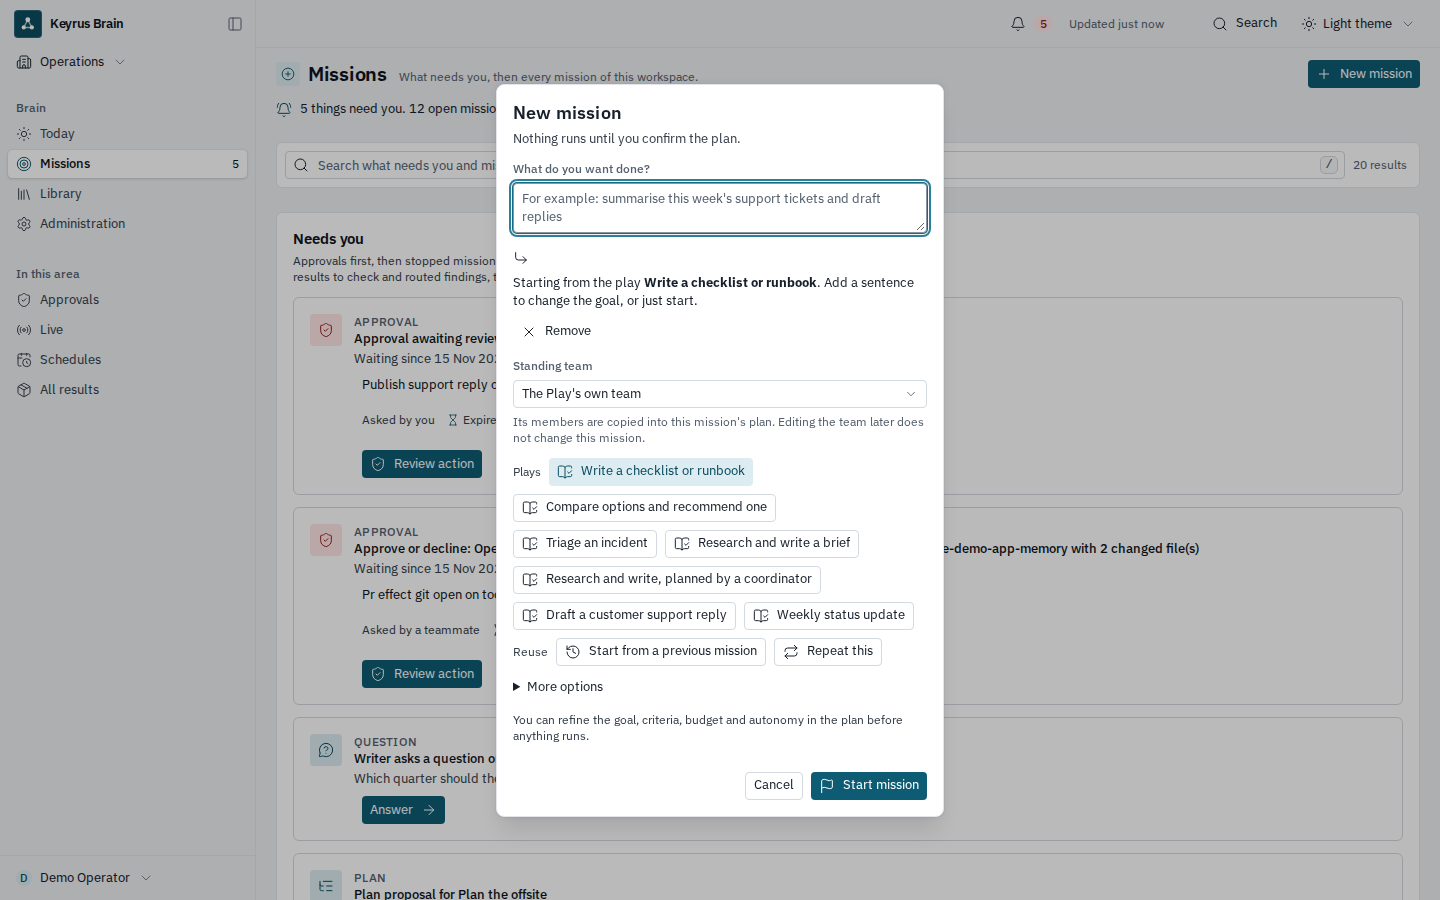 Keyrus Brain
5
Updated just now
Search
Light theme
Operations
Brain
Today
Missions
5
Library
Administration
In this area
Approvals
Live
Schedules
All results
Demo Operator
Missions
What needs you, then every mission of this workspace.
New mission
5 things need you. 12 open missio
Search what needs you and mi
/
20 results
Needs you
Approvals first, then stopped mission
results to check and routed findings, t
APPROVAL
Approval awaiting review
Waiting since 15 Nov 202
Publish support reply
Asked by you
Expire
Review action
APPROVAL
Approve or decline: Ope
e-demo-app-memory with 2 changed file(s)
Waiting since 15 Nov 202
Pr effect git open on to
Asked by a teammate
Review action
QUESTION
Writer asks a question o
Which quarter should the
Answer
PLAN
Plan proposal for Plan the offsite
New mission
Nothing runs until you confirm the plan.
What do you want done?
For example: summarise this week's support tickets and draft
replies
Starting from the play Write a checklist or runbook. Add a sentence
to change the goal, or just start.
Remove
Standing team
The Play's own team
Its members are copied into this mission's plan. Editing the team later does
not change this mission.
Plays
Write a checklist or runbook
Compare options and recommend one
Triage an incident
Research and write a brief
Research and write, planned by a coordinator
Draft a customer support reply
Weekly status update
Reuse
Start from a previous mission
Repeat this
More options
You can refine the goal, criteria, budget and autonomy in the plan before
anything runs.
Cancel
Start mission
D